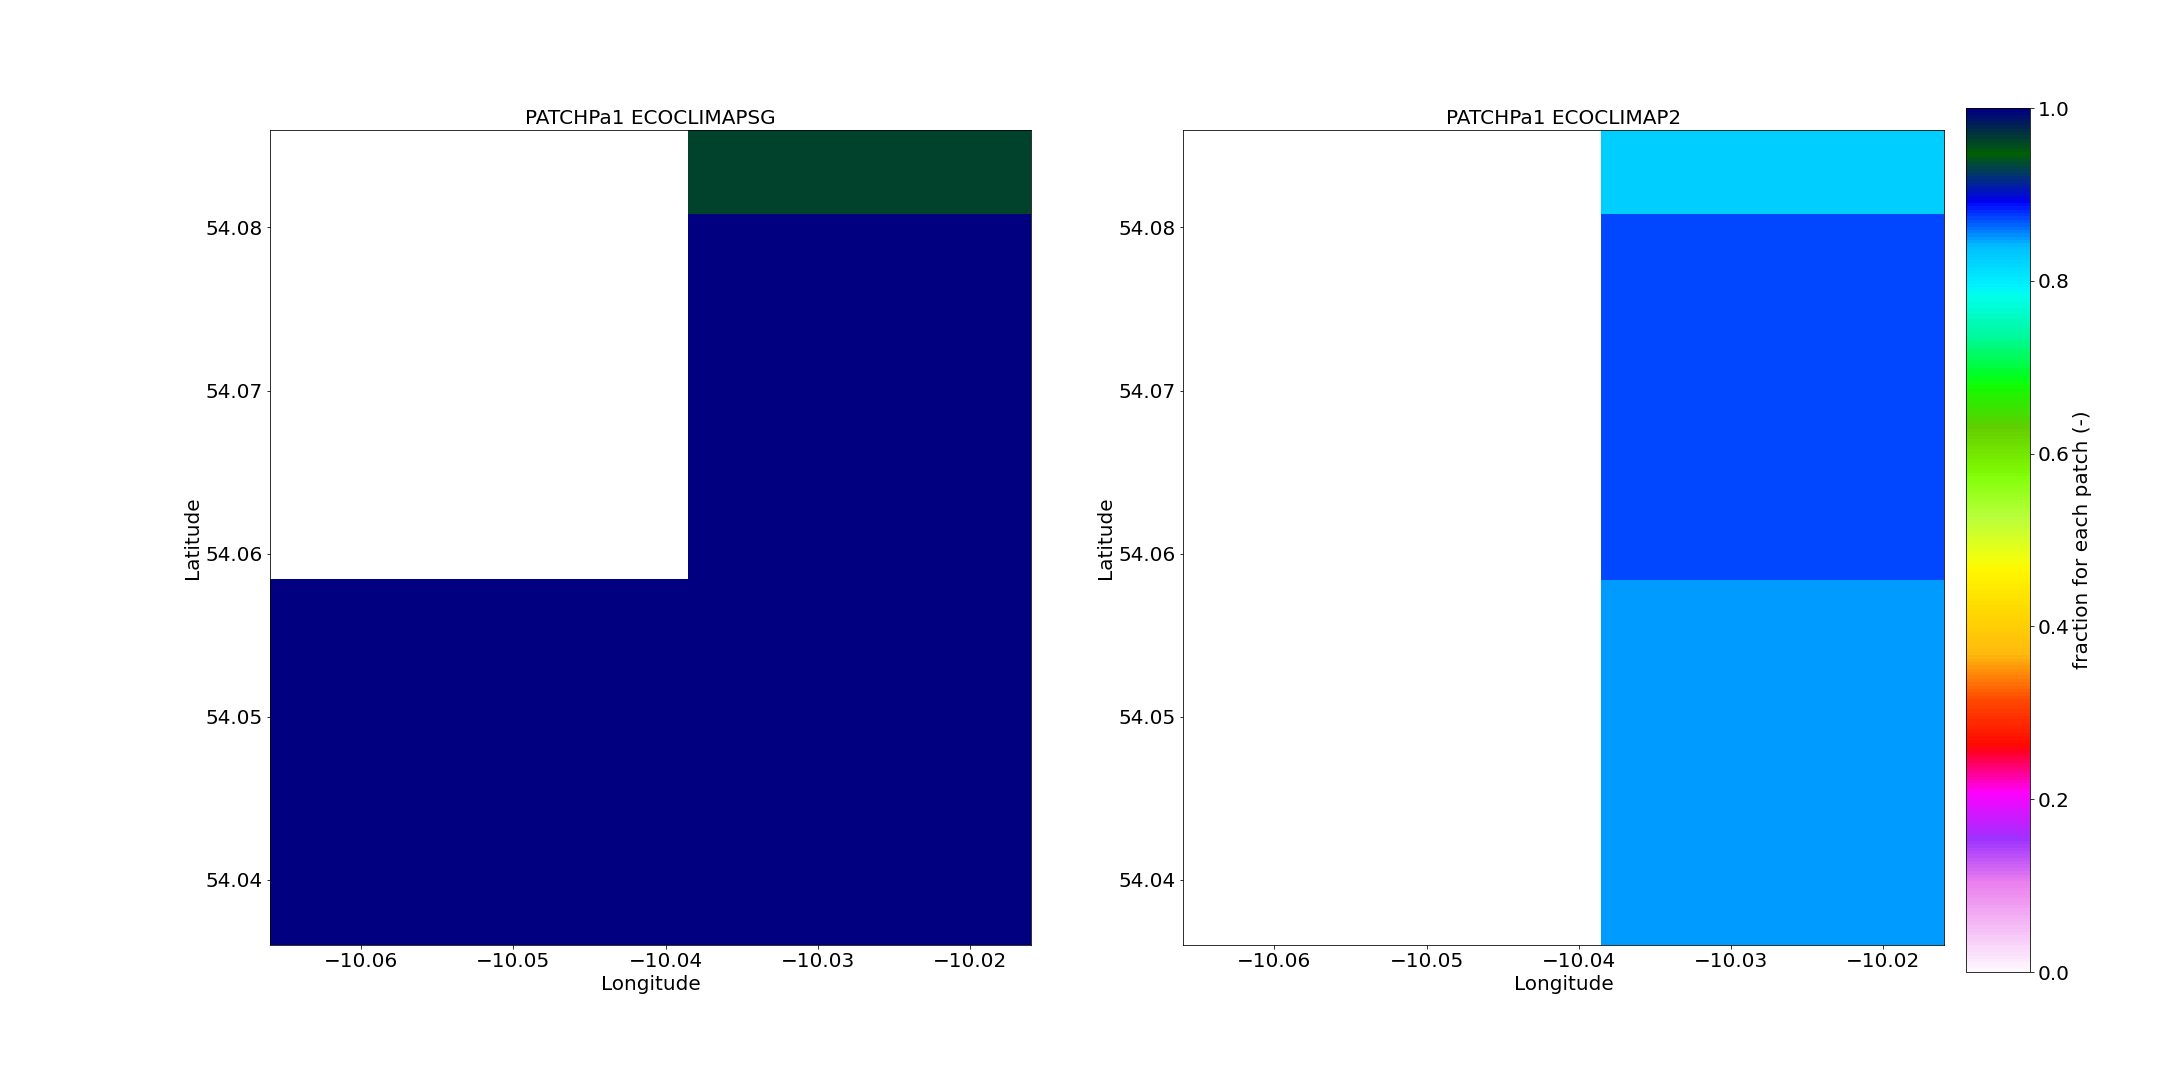 PATCHPa1 ECOCLIMAPSG
54.08
54.07
54.06
54.05
54.04
Latitude
−10.06 −10.05 −10.04 −10.03 −10.02
Longitude
PATCHPa1 ECOCLIMAP2
54.08
54.07
54.06
54.05
54.04
Latitude
−10.06 −10.05 −10.04 −10.03 −10.02
Longitude
1.0
0.8
0.6
0.4
0.2
0.0
fraction for each patch (-)